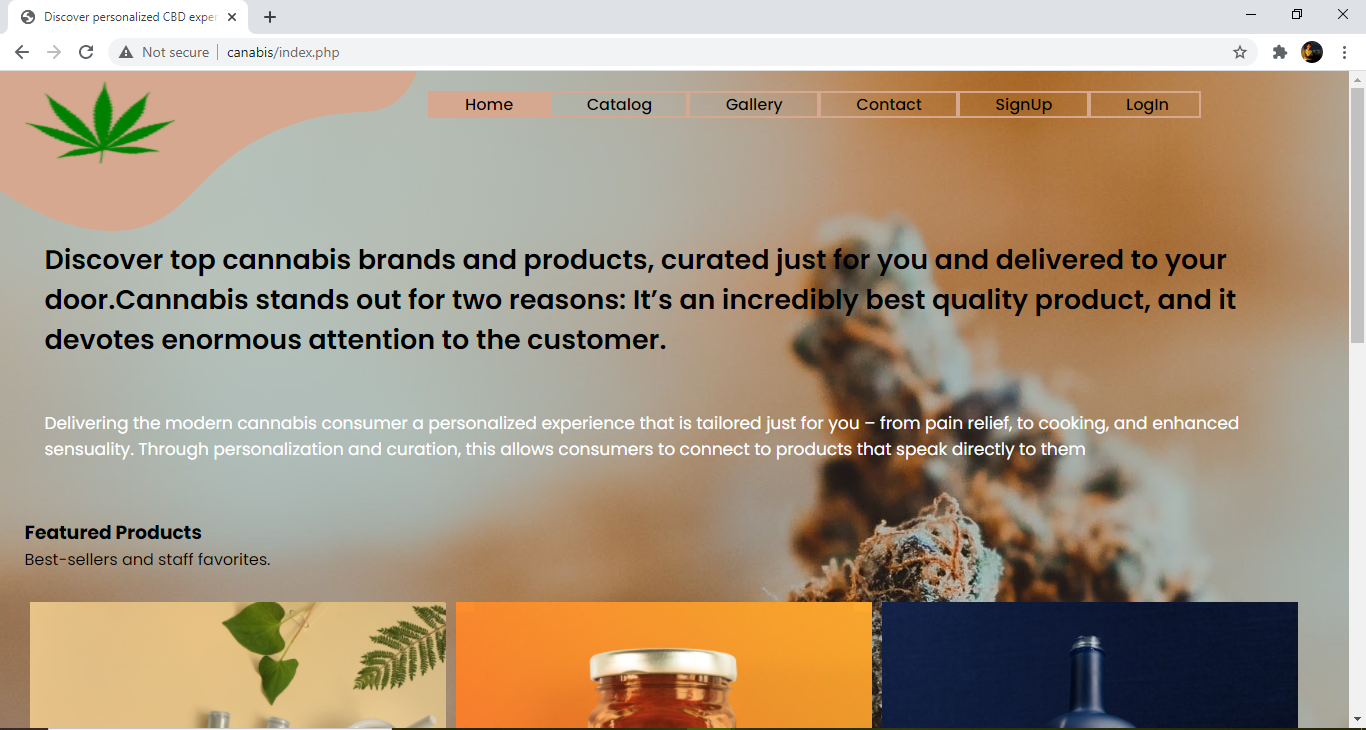 Discover personalized CBD exper
Not secure
canabis/index.php
Home
Catalog
Gallery
Contact
SignUp
LogIn
Discover top cannabis brands and products, curated just for you and delivered to your
door.Cannabis stands out for two reasons: It’s an incredibly best quality product, and it
devotes enormous attention to the customer.
Delivering the modern cannabis consumer a personalized experience that is tailored just for you – from pain relief, to cooking, and enhanced
sensuality. Through personalization and curation, this allows consumers to connect to products that speak directly to them
Featured Products
Best-sellers and staff favorites.